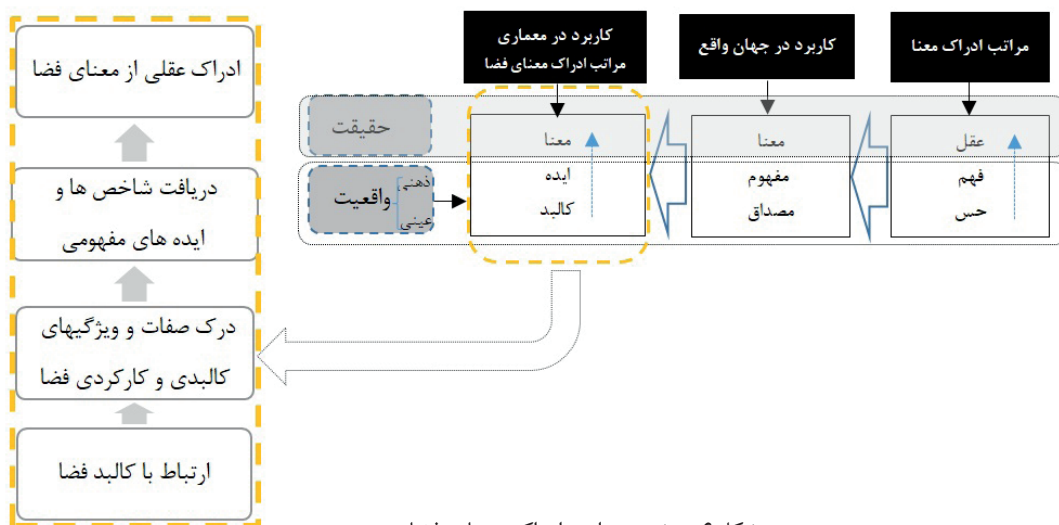 مراتب ادراک معنا
کاربرد در جهان واقع
کاربرد در معماری
مراتب ادراک معنای فضا
عقل
فهم
حس
معنا
مفهوم
مصداق
معنا
ایده
کالبد
حقیقت
واقعیت
ذهنی
عینی
ادراک عقلی از معنای فضا
دریافت شاخص ها و
ایده های مفهومی
درک صفات و ویژگیهای
کالبدی و کارکردی فضا
ارتباط با کالبد فضا